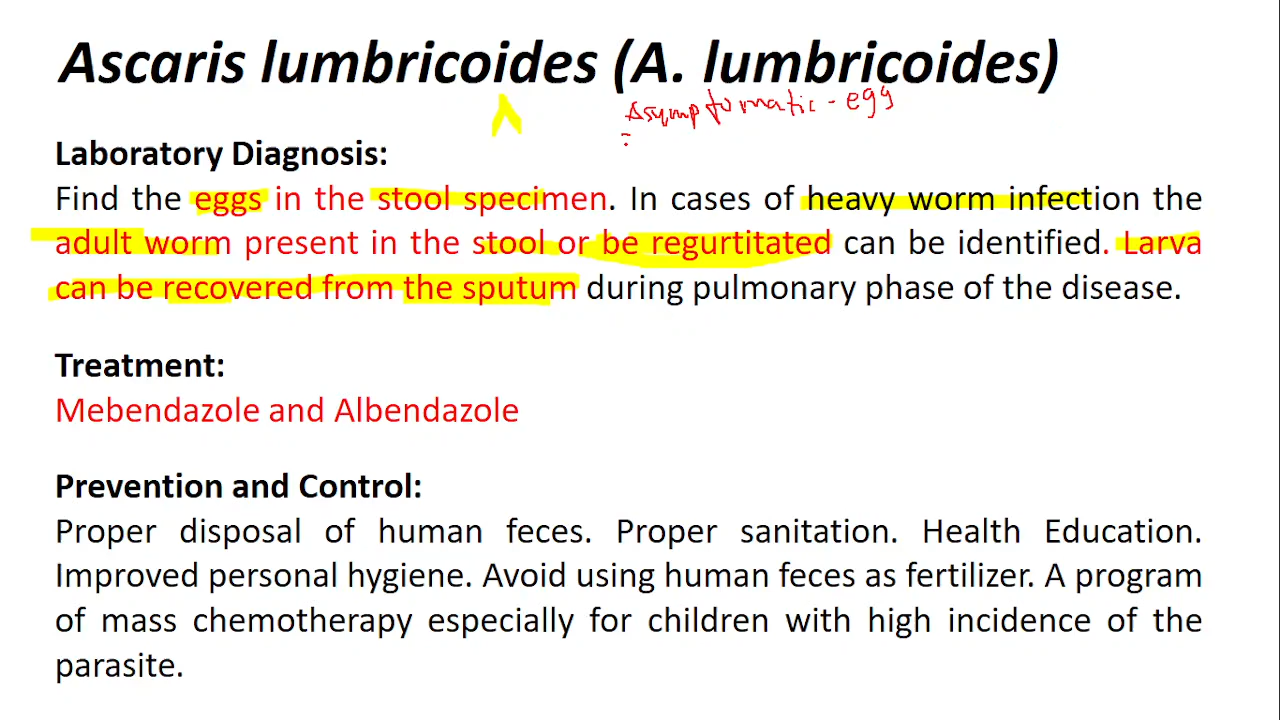 Ascaris lumbricoides (A. lumbricoides)
Asymptomatic - egg
Laboratory Diagnosis:
Find the eggs in the stool specimen. In cases of heavy worm infection the
adult worm present in the stool or be regurtitated can be identified. Larva
can be recovered from the sputum during pulmonary phase of the disease.
Treatment:
Mebendazole and Albendazole
Prevention and Control:
Proper disposal of human feces. Proper sanitation. Health Education.
Improved personal hygiene. Avoid using human feces as fertilizer. A program
of mass chemotherapy especially for children with high incidence of the
parasite.